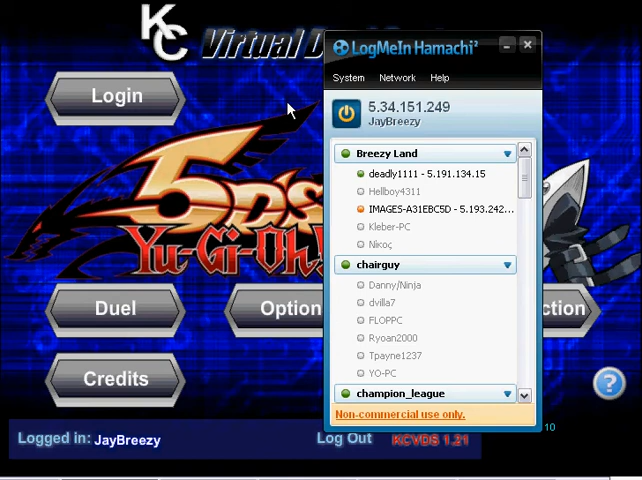 KC
Virtual D
Login
5D's
Yu-Gi-Oh!
Duel
Option
ction
Credits
Logged in: JayBreezy
Log Out
KCVDS 1.21
10
LogMeIn Hamachi²
System Network Help
5.34.151.249
JayBreezy
Breezy Land
deadly1111 - 5.191.134.15
Hellboy4311
IMAGES-A31EBC5D - 5.193.242...
Kleber-PC
Νίκος
chairguy
Danny/Ninja
dvilla7
FLOPPC
Ryoan2000
Tpayne1237
YO-PC
champion_league
Non-commercial use only.
?